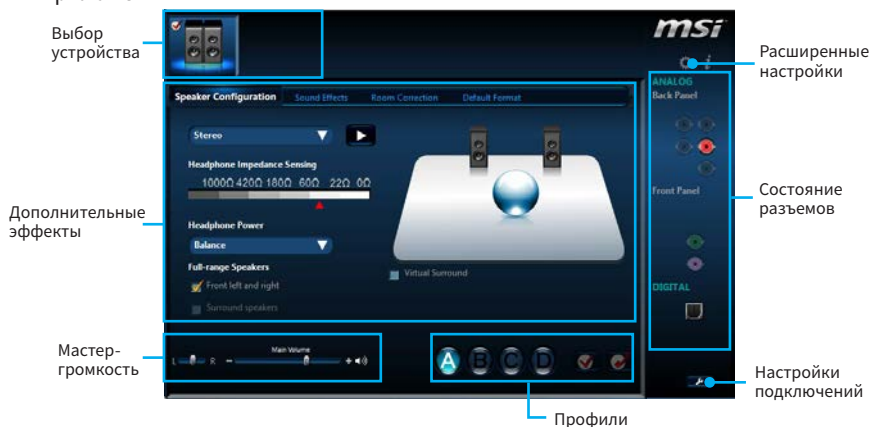 Выбор
устройства
msi
Расширенные
настройки
ANALOG
Back Panel
Speaker Configuration Sound Effects Room Correction Default Format
Stereo
Headphone Impedance Sensing
1000Ω 420Ω 180Ω 60Ω 22Ω 0Ω
Front Panel
Состояние
разъемов
Дополнительные
эффекты
Headphone Power
Balance
Full-range Speakers
Virtual Surround
Front left and right
Surround speakers
DIGITAL
Мастер-
громкость
Main Volume
L R - +
A B C D
Настройки
подключений
Профили